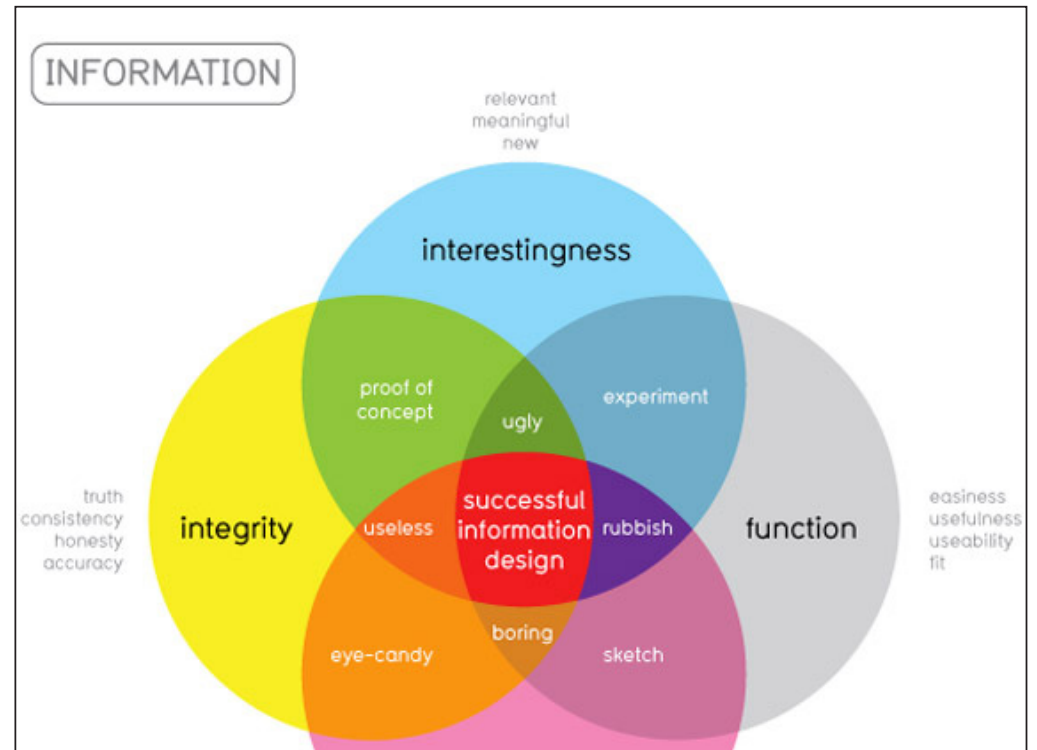 INFORMATION
relevant
meaningful
new
interestingness
proof of
concept
experiment
ugly
truth
consistency
honesty
accuracy
integrity
useless
successful
information
design
rubbish
function
easiness
usefulness
useability
fit
boring
eye-candy
sketch